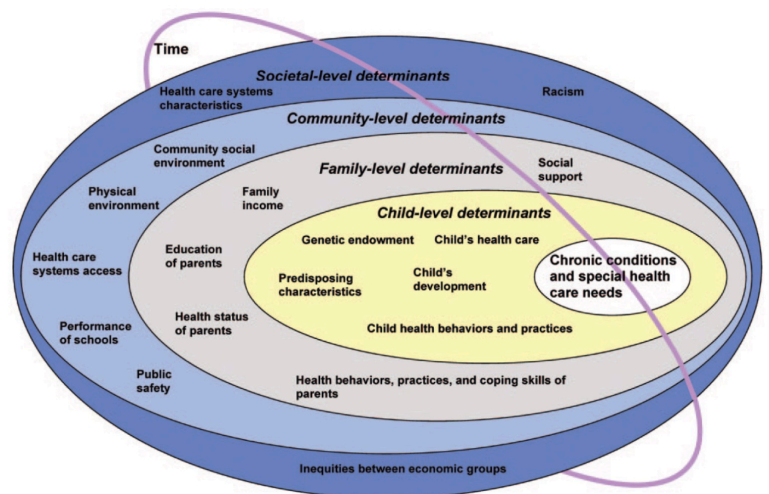 Time
Societal-level determinants
Health care systems
characteristics
Racism
Community-level determinants
Community social
environment
Family-level determinants
Social
support
Physical
environment
Family
income
Child-level determinants
Genetic endowment
Child's health care
Health care
systems access
Education
of parents
Predisposing
characteristics
Child's
development
Chronic conditions
and special health
care needs
Performance
of schools
Health status
of parents
Child health behaviors and practices
Public
safety
Health behaviors, practices, and coping skills of
parents
Inequities between economic groups